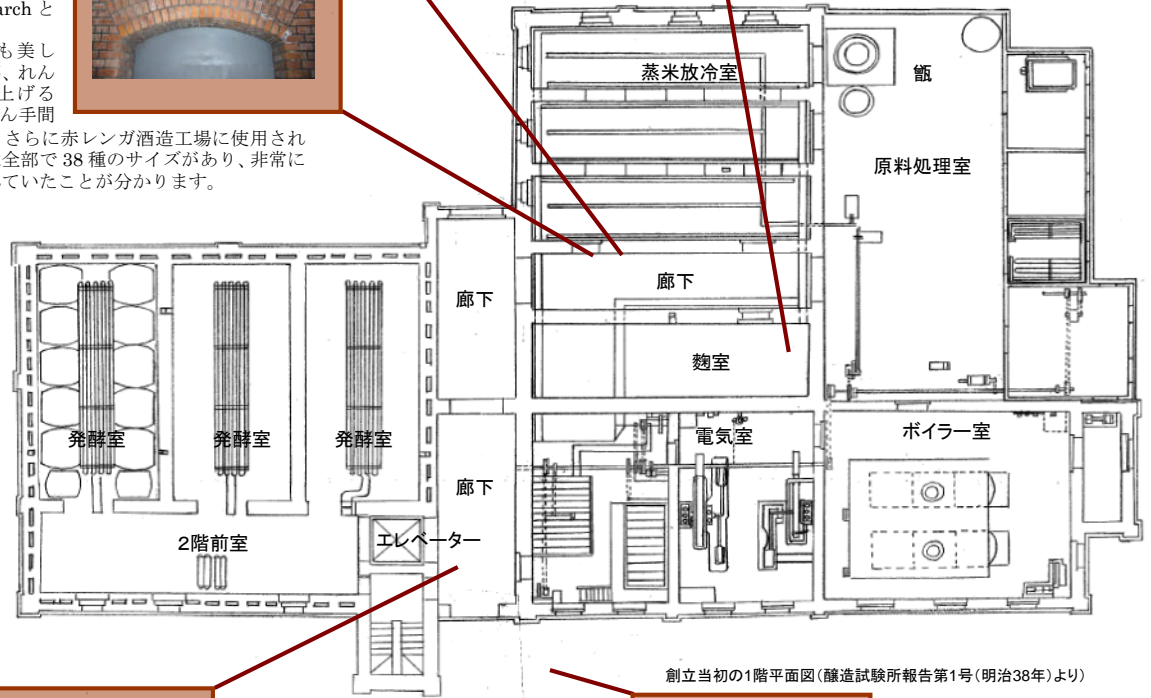 arch と
も美し
れん
上げる
ん手間
さらに赤レンガ酒造工場に使用され
全部で 38 種のサイズがあり、非常に
ていたことが分かります。
蒸米放冷室
甑
原料処理室
廊下
廊下
麹室
発酵室
発酵室
発酵室
電気室
ボイラー室
廊下
2階前室
エレベーター
創立当初の1階平面図(醸造試験所報告第1号(明治38年)より)